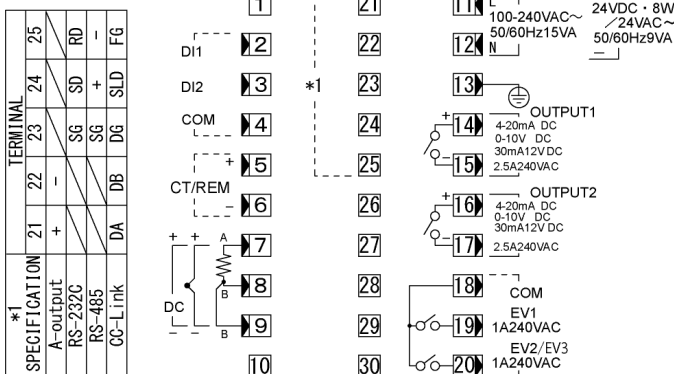 *1 TERMINAL
SPECIFICATION 21 22 23 24 25
A-output + −
RS-232C SG SD RD
RS-485 SG + −
CC-Link DA DB DG SLD FG
1
DI1 2
DI2 3
COM 4
+ 5
CT/REM
− 6
+ + A 7
B 8
DC
− − B 9
10
*1
21
22
23
24
25
26
27
28
29
30
11 L
100-240VAC~
50/60Hz15VA
12 N
24VDC・8W
/24VAC~
50/60Hz9VA
−
13
OUTPUT1
+ 14 4-20mA DC
0-10V DC
30mA12V DC
− 15 2.5A240VAC
OUTPUT2
+ 16 4-20mA DC
0-10V DC
30mA12V DC
− 17 2.5A240VAC
18 COM
EV1
19 1A240VAC
EV2/EV3
20 1A240VAC